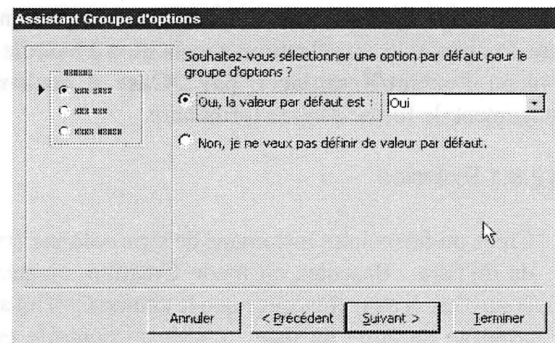 Assistant Groupe d'options
Souhaitez-vous sélectionner une option par défaut pour le
groupe d'options ?
Oui, la valeur par défaut est :
Oui
Non, je ne veux pas définir de valeur par défaut.
Annuler
< Précédent
Suivant >
Terminer